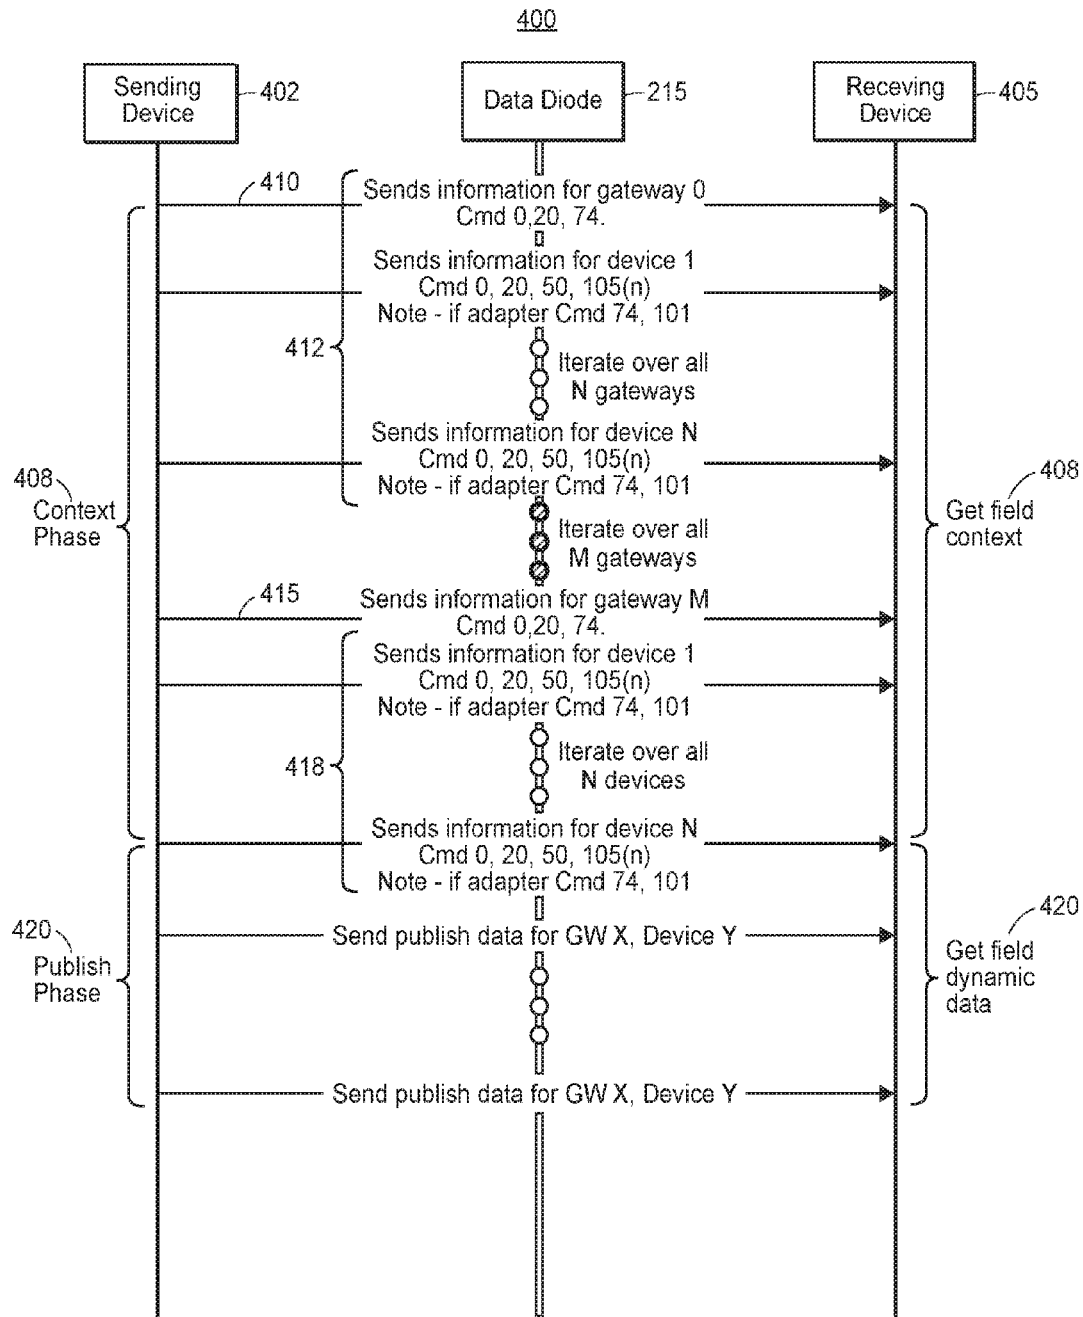 400
Sending
Device
402
Data Diode
215
Receving
Device
405
410
Sends information for gateway 0
Cmd 0,20, 74.
Sends information for device 1
Cmd 0, 20, 50, 105(n)
Note - if adapter Cmd 74, 101
412
Iterate over all
N gateways
Sends information for device N
Cmd 0, 20, 50, 105(n)
Note - if adapter Cmd 74, 101
408
Context
Phase
408
Get field
context
Iterate over all
M gateways
415
Sends information for gateway M
Cmd 0,20, 74.
Sends information for device 1
Cmd 0, 20, 50, 105(n)
Note - if adapter Cmd 74, 101
418
Iterate over all
N devices
Sends information for device N
Cmd 0, 20, 50, 105(n)
Note - if adapter Cmd 74, 101
420
Publish
Phase
Send publish data for GW X, Device Y
420
Get field
dynamic
data
Send publish data for GW X, Device Y